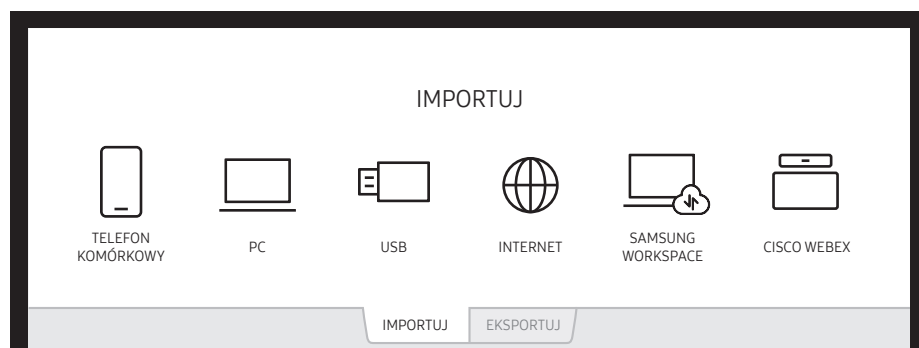 IMPORTUJ
TELEFON
KOMÓRKOWY
PC
USB
INTERNET
SAMSUNG
WORKSPACE
CISCO WEBEX
IMPORTUJ
EKSPORTUJ